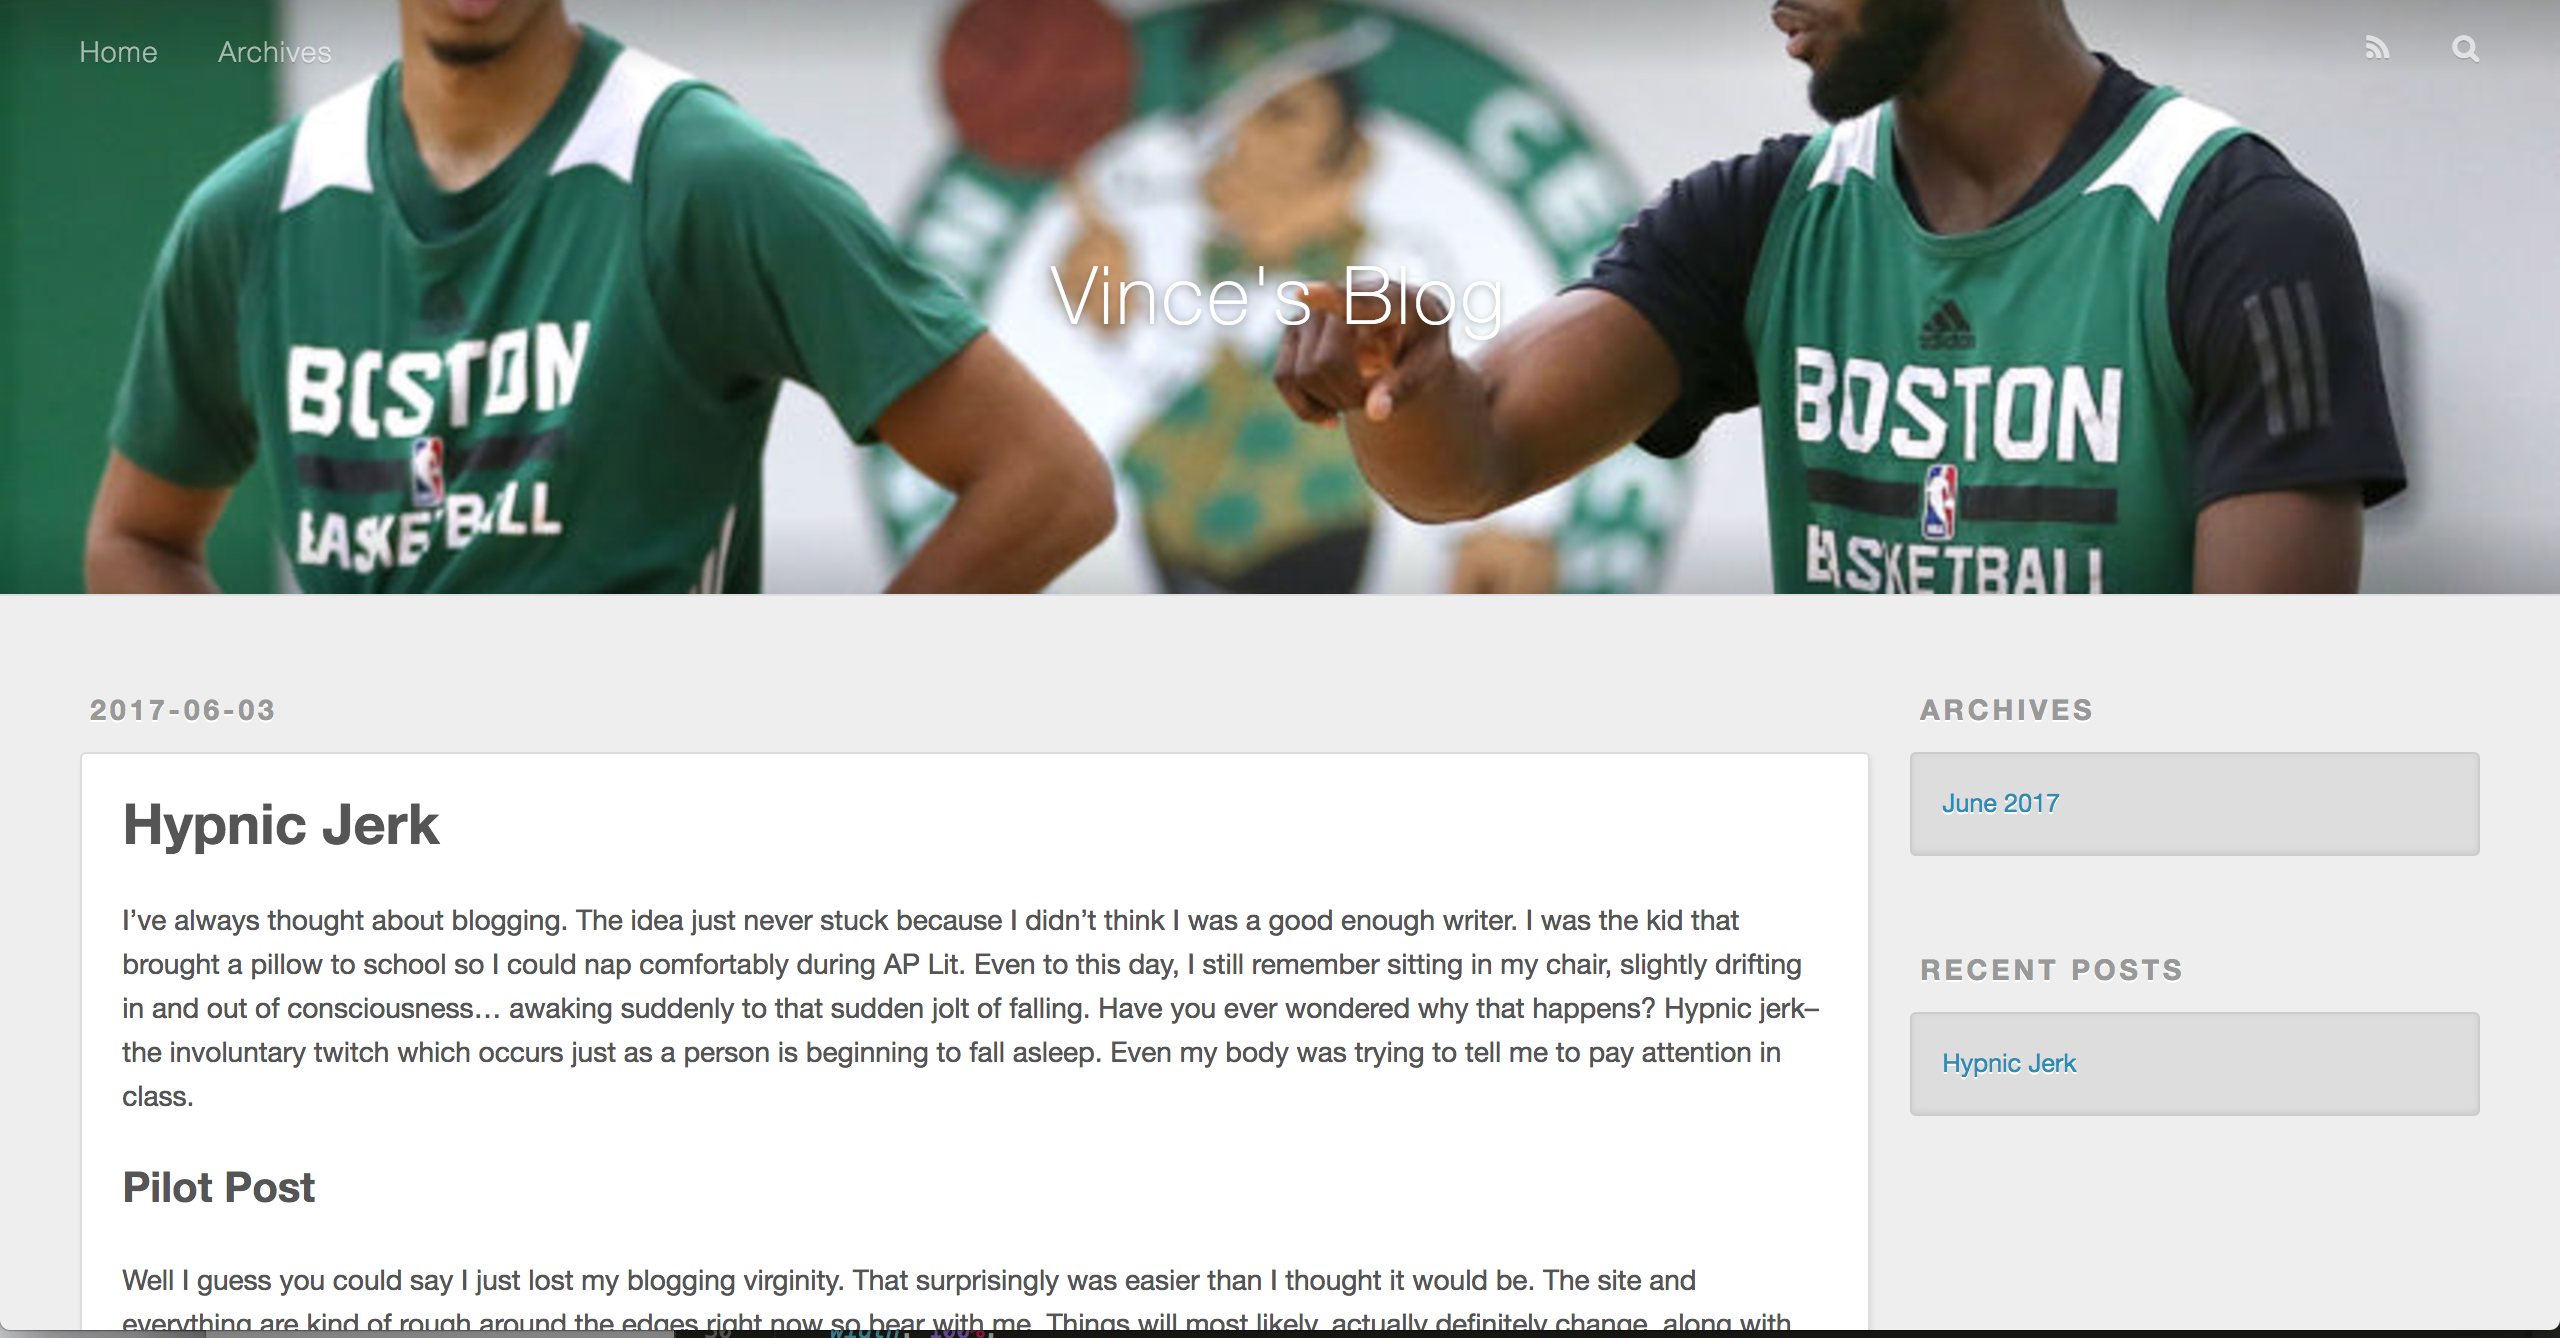 Home Archives
CE
BOSTON
BASKETBALL
adidas
BOSTON
BASKETBALL
Vince's Blog
2017-06-03
Hypnic Jerk
I’ve always thought about blogging. The idea just never stuck because I didn’t think I was a good enough writer. I was the kid that
brought a pillow to school so I could nap comfortably during AP Lit. Even to this day, I still remember sitting in my chair, slightly drifting
in and out of consciousness… awaking suddenly to that sudden jolt of falling. Have you ever wondered why that happens? Hypnic jerk–
the involuntary twitch which occurs just as a person is beginning to fall asleep. Even my body was trying to tell me to pay attention in
class.
Pilot Post
Well I guess you could say I just lost my blogging virginity. That surprisingly was easier than I thought it would be. The site and
everything are kind of rough around the edges right now so bear with me. Things will most likely, actually definitely change, along with
ARCHIVES
June 2017
RECENT POSTS
Hypnic Jerk